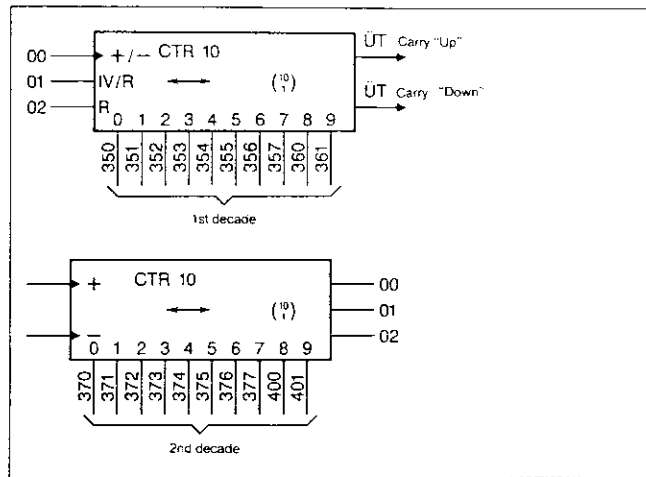 00 +/− CTR 10 ÜT Carry "Up"
01 IV/R (10/1)
02 R ÜT Carry "Down"
0 1 2 3 4 5 6 7 8 9
350 351 352 353 354 355 356 357 360 361
1st decade
+ CTR 10 00
(10/1) 01
− 02
0 1 2 3 4 5 6 7 8 9
370 371 372 373 374 375 376 377 400 401
2nd decade